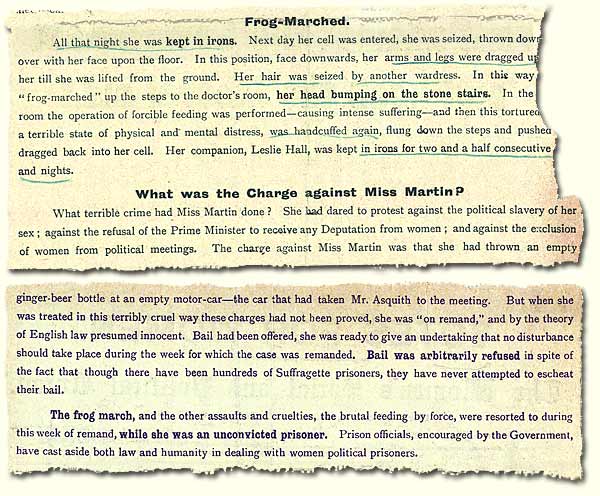 Frog-Marched.
All that night she was kept in irons. Next day her cell was entered, she was seized, thrown down
over with her face upon the floor. In this position, face downwards, her arms and legs were dragged up
her till she was lifted from the ground. Her hair was seized by another wardress. In this way
"frog-marched" up the steps to the doctor's room, her head bumping on the stone stairs. In the
room the operation of forcible feeding was performed—causing intense suffering—and then this tortured
a terrible state of physical and mental distress, was handcuffed again, flung down the steps and pushed
dragged back into her cell. Her companion, Leslie Hall, was kept in irons for two and a half consecutive
and nights.
What was the Charge against Miss Martin?
What terrible crime had Miss Martin done? She had dared to protest against the political slavery of her
sex; against the refusal of the Prime Minister to receive any Deputation from women; and against the exclusion
of women from political meetings. The charge against Miss Martin was that she had thrown an empty
ginger-beer bottle at an empty motor-car—the car that had taken Mr. Asquith to the meeting. But when she
was treated in this terribly cruel way these charges had not been proved, she was "on remand," and by the theory
of English law presumed innocent. Bail had been offered, she was ready to give an undertaking that no disturbance
should take place during the week for which the case was remanded. Bail was arbitrarily refused in spite of
the fact that though there have been hundreds of Suffragette prisoners, they have never attempted to escheat
their bail.
The frog march, and the other assaults and cruelties, the brutal feeding by force, were resorted to during
this week of remand, while she was an unconvicted prisoner. Prison officials, encouraged by the Government,
have cast aside both law and humanity in dealing with women political prisoners.